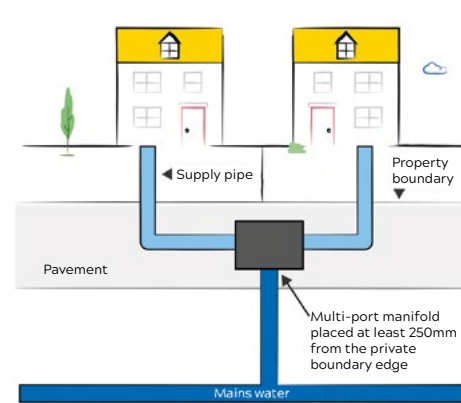 Supply pipe
Property
boundary
Pavement
Multi-port manifold
placed at least 250mm
from the private
boundary edge
Mains water